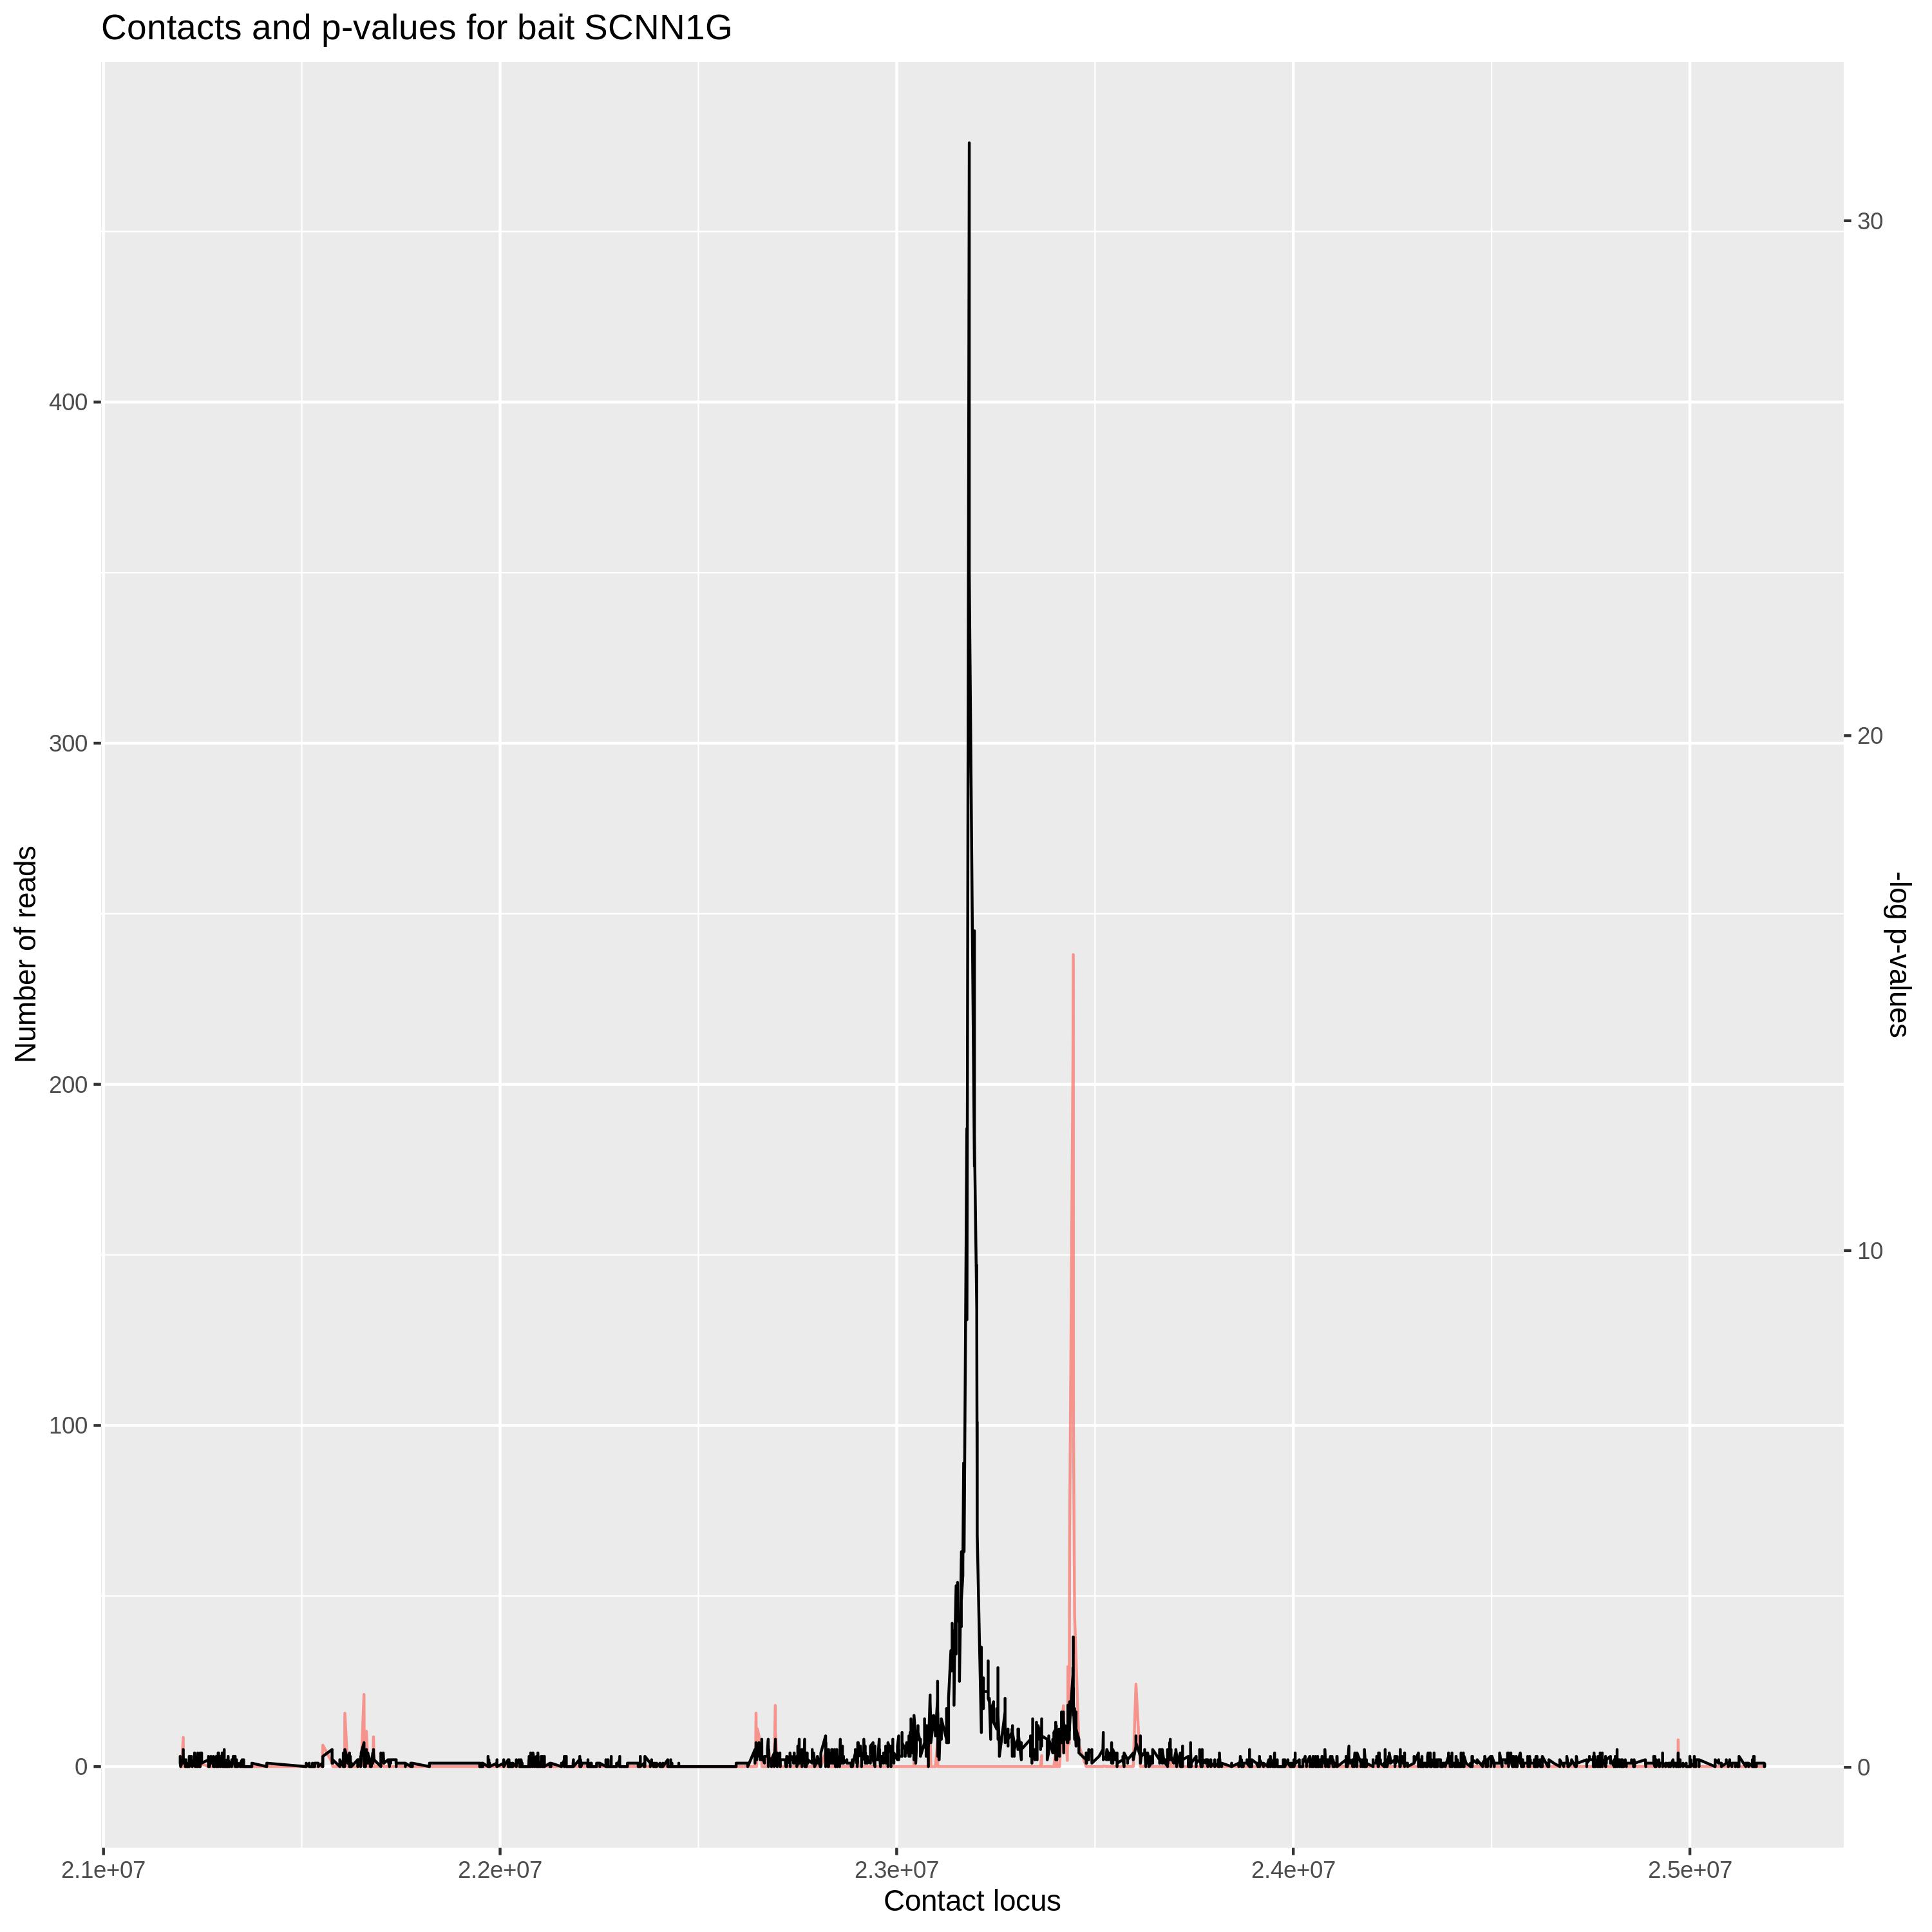 Contacts and p-values for bait SCNN1G
Number of reads
400
300
200
100
0
30
20
10
0
-log p-values
2.1e+07
2.2e+07
2.3e+07
2.4e+07
2.5e+07
Contact locus